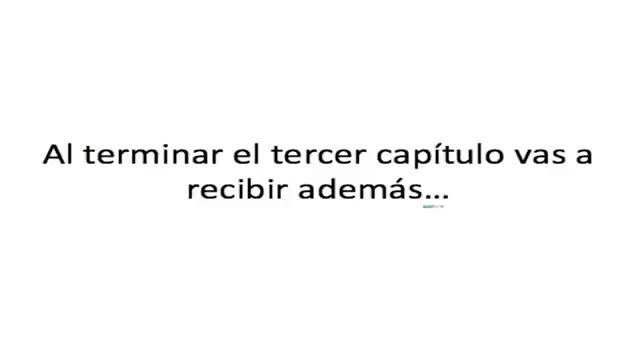 Al terminar el tercer capítulo vas a
recibir además...